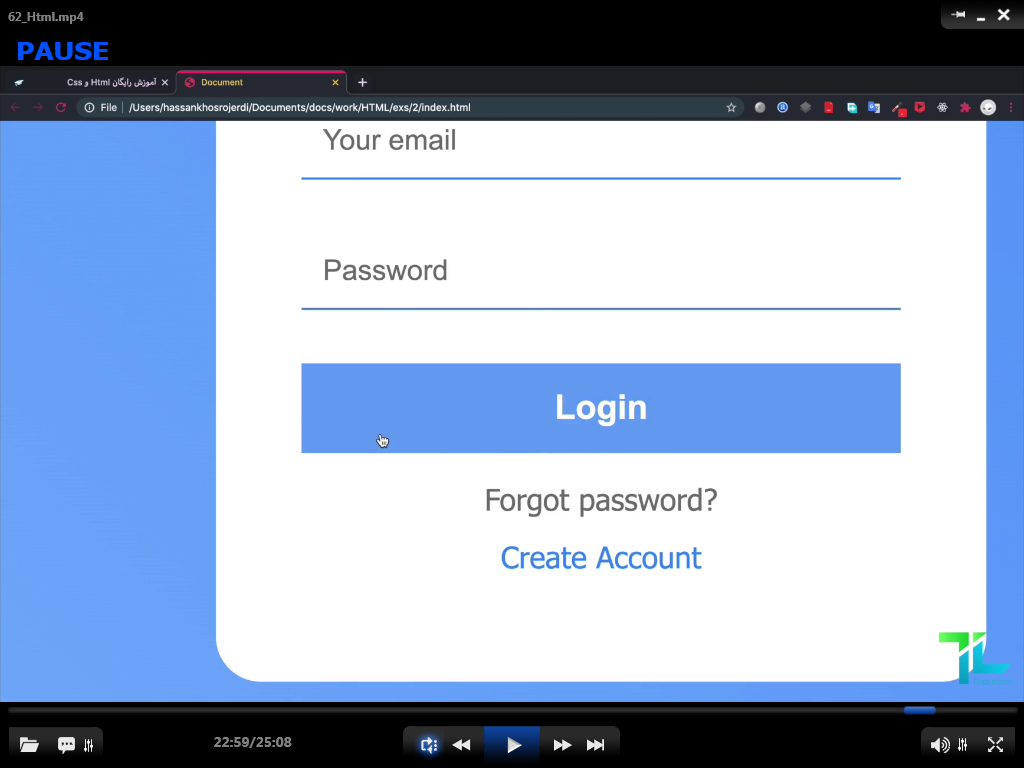 62_Html.mp4
PAUSE
آموزش رایگان Html و Css
Document
File /Users/hassankhosrojerdi/Documents/docs/work/HTML/exs/2/index.html
Your email
Password
Login
Forgot password?
Create Account
TL
22:59/25:08